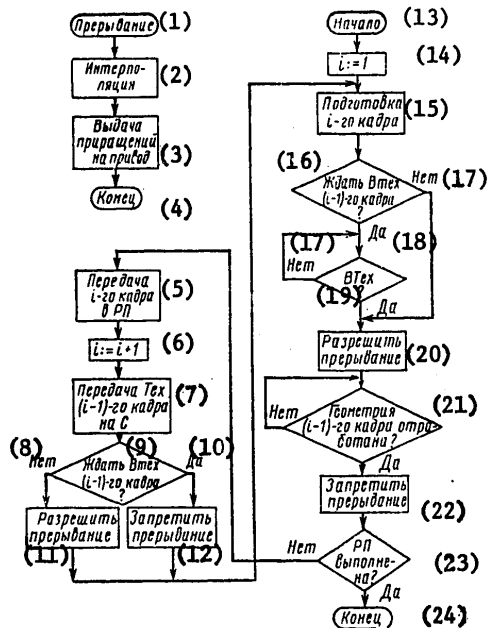 Прерывание (1)
Интерпо-
ляция (2)
Выдача
приращений
на привод (3)
Конец (4)
Передача
i-го кадра
в РП (5)
i:=i+1 (6)
Передача Тех
(i-1)-го кадра
на С (7)
(8) (9) (10)
Нет Да
Ждать Втех
(i-1)-го кадра
?
Разрешить
прерывание
(11)
Запретить
прерывание
(12)
(13)
Начало
(14)
i:=1
Подготовка
i-го кадра (15)
(16)
Ждать Втех
(i-1)-го кадра
?
Нет (17)
Да
(17) (18)
Нет
ВТех
?
(19)
Да
Разрешить
прерывание (20)
Нет
Геометрия
(i-1)-го кадра отра
ботана? (21)
Да
Запретить
прерывание (22)
Нет
РП
выполне-
на? (23)
Да
Конец (24)